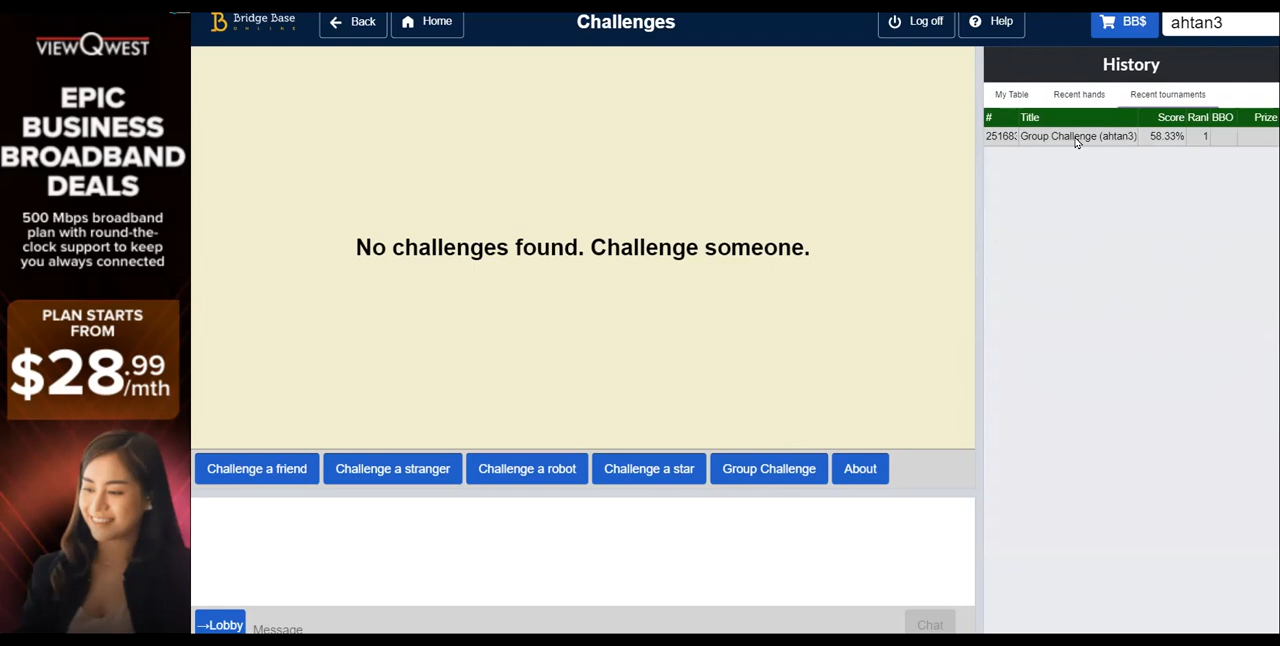 VIEWQWEST
EPIC
BUSINESS
BROADBAND
DEALS
500 Mbps broadband
plan with round-the-
clock support to keep
you always connected
PLAN STARTS
FROM
$28.99
/mth
Bridge Base
ONLINE
Back
Home
Challenges
Log off
Help
BB$
ahtan3
No challenges found. Challenge someone.
Challenge a friend
Challenge a stranger
Challenge a robot
Challenge a star
Group Challenge
About
→Lobby
Message
Chat
History
My Table Recent hands Recent tournaments
# Title Score Rank BBO Prize
25168 Group Challenge (ahtan3) 58.33% 1